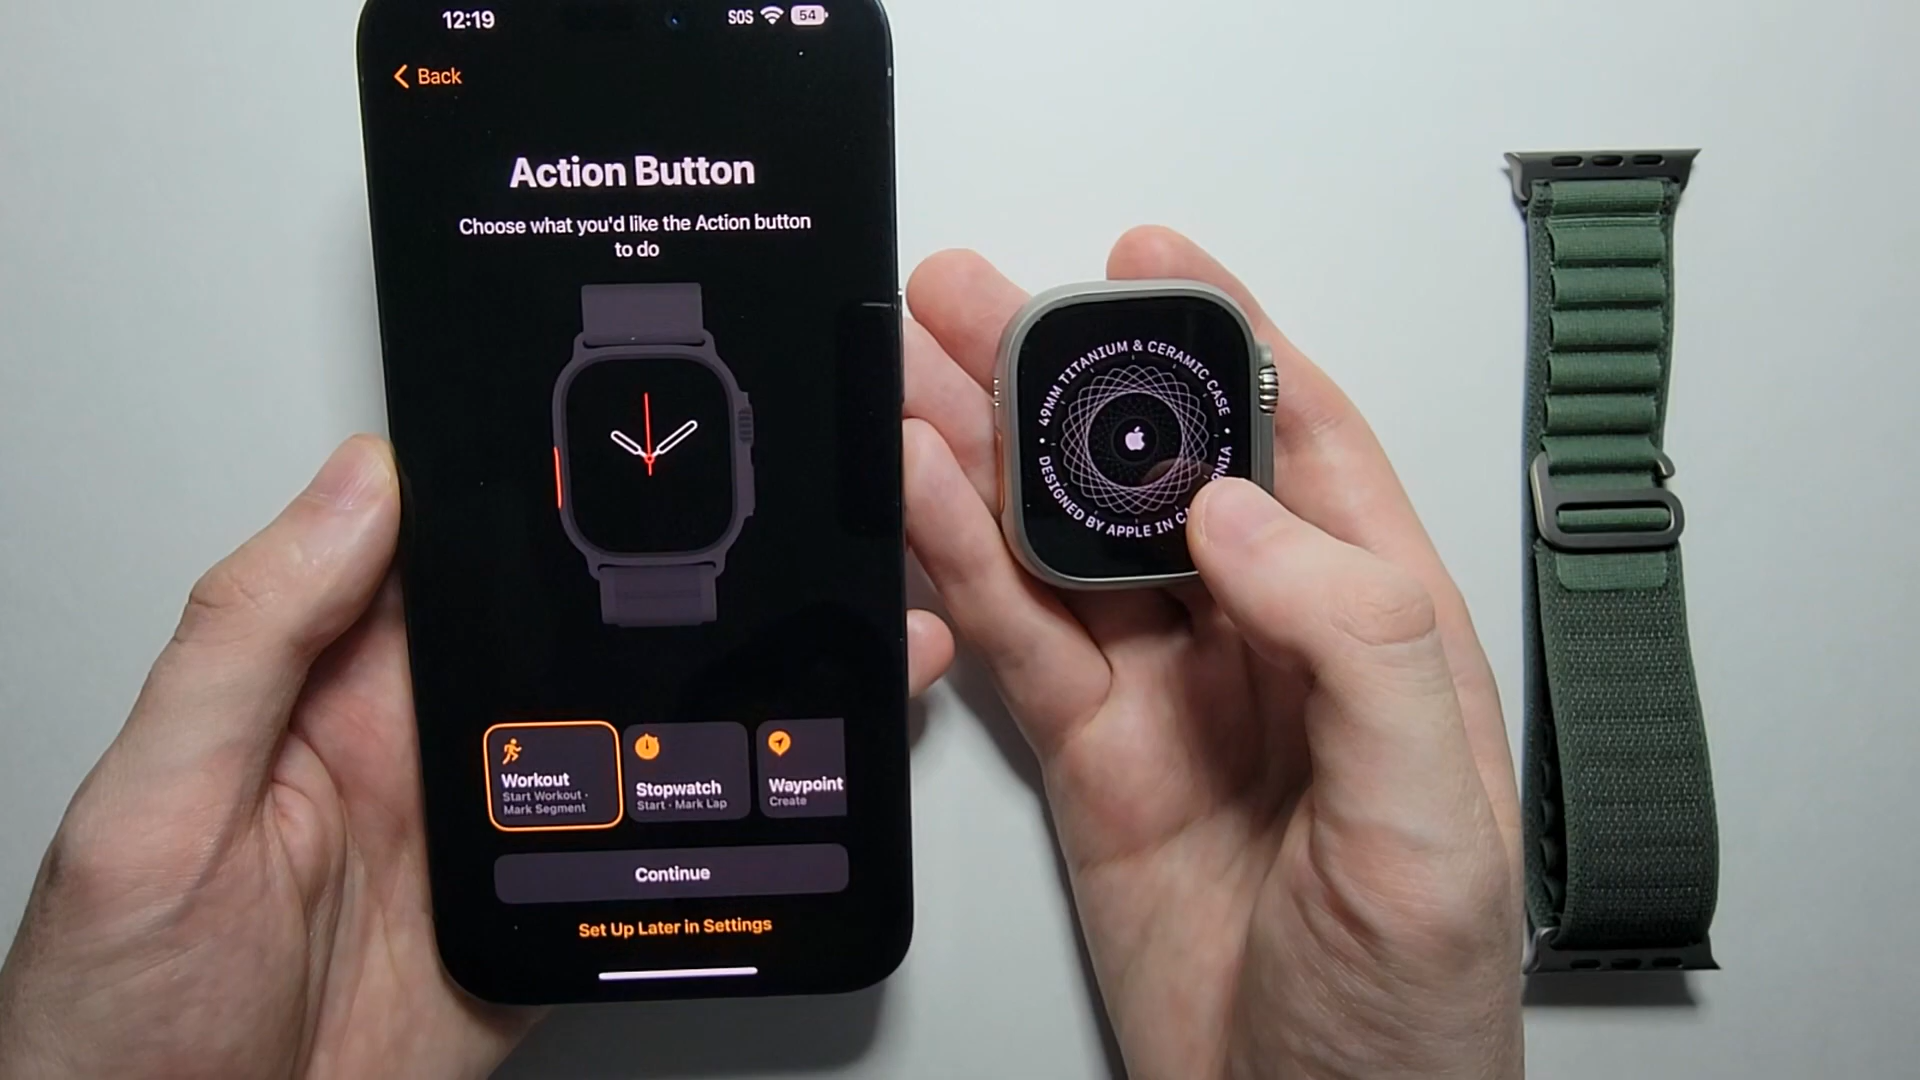 12:19
SOS
54
Back
Action Button
Choose what you'd like the Action button
to do
Workout
Start Workout ·
Mark Segment
Stopwatch
Start · Mark Lap
Waypoint
Create
Continue
Set Up Later in Settings
• 49MM TITANIUM & CERAMIC CASE •
DESIGNED BY APPLE IN